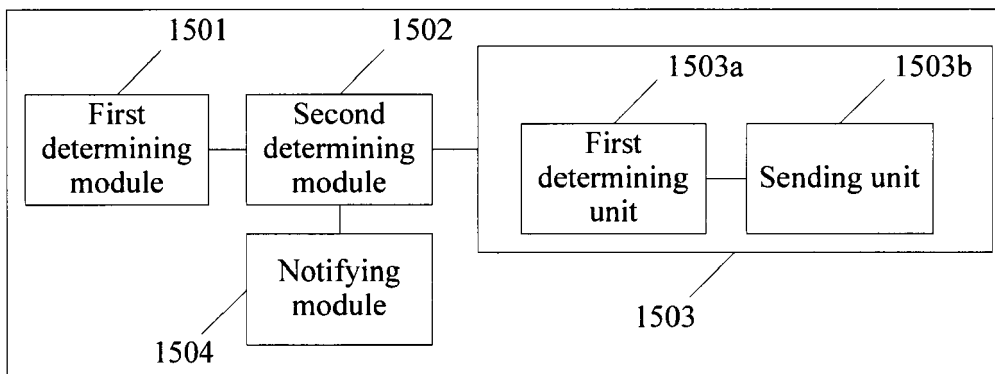 1501
1502
1503a
1503b
First
determining
module
Second
determining
module
First
determining
unit
Sending unit
Notifying
module
1503
1504